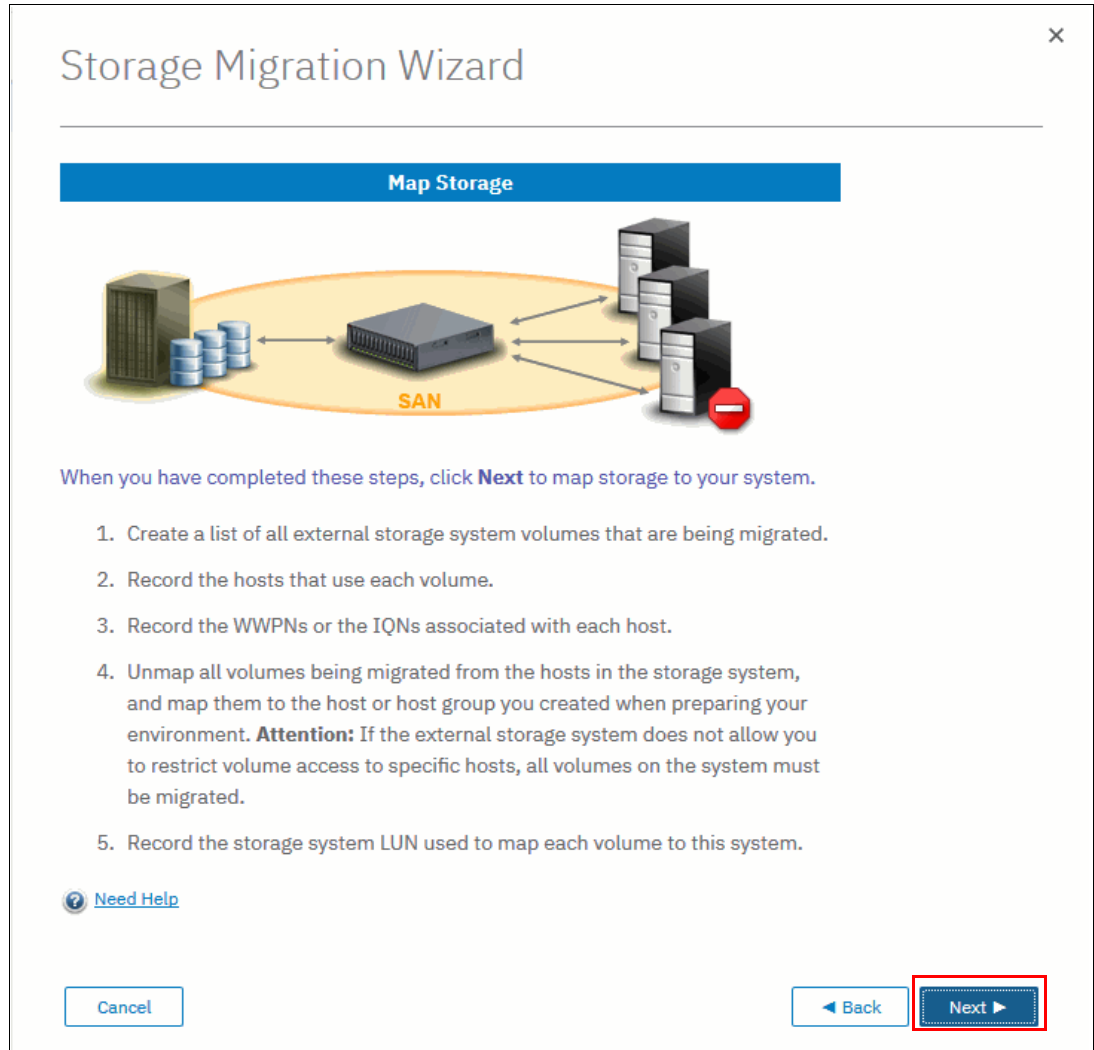 Storage Migration Wizard
Map Storage
SAN
When you have completed these steps, click Next to map storage to your system.
1. Create a list of all external storage system volumes that are being migrated.
2. Record the hosts that use each volume.
3. Record the WWPNs or the IQNs associated with each host.
4. Unmap all volumes being migrated from the hosts in the storage system,
and map them to the host or host group you created when preparing your
environment. Attention: If the external storage system does not allow you
to restrict volume access to specific hosts, all volumes on the system must
be migrated.
5. Record the storage system LUN used to map each volume to this system.
? Need Help
Cancel
◄ Back
Next ►